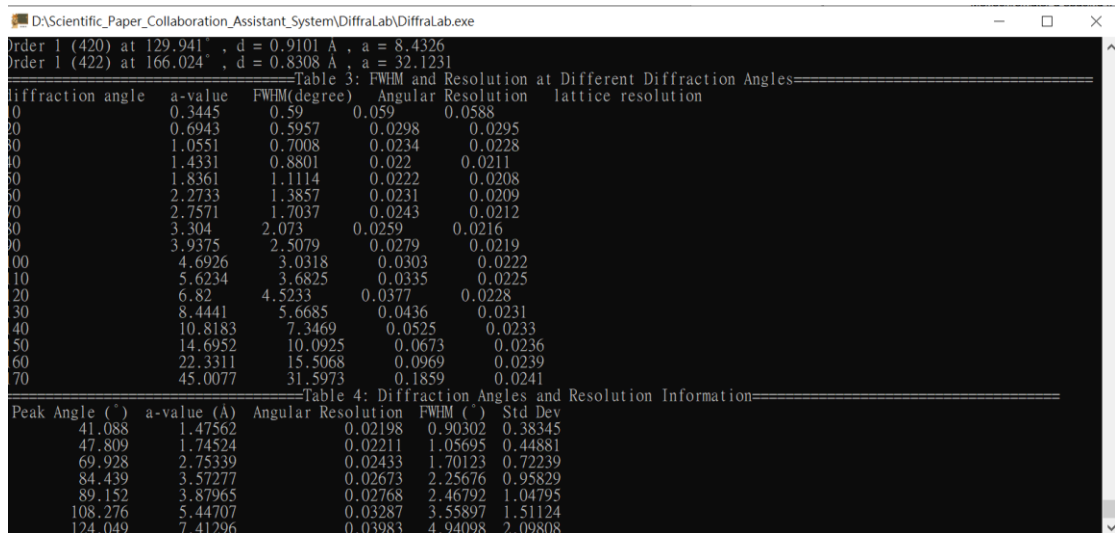 D:\Scientific_Paper_Collaboration_Assistant_System\DiffraLab\DiffraLab.exe
Order 1 (420) at 129.941° , d = 0.9101 Å , a = 8.4326
Order 1 (422) at 166.024° , d = 0.8308 Å , a = 32.1231
==================================Table 3: FWHM and Resolution at Different Diffraction Angles===================================
diffraction angle a-value FWHM(degree) Angular Resolution lattice resolution
10 0.3445 0.59 0.059 0.0588
20 0.6943 0.5957 0.0298 0.0295
30 1.0551 0.7008 0.0234 0.0228
40 1.4331 0.8801 0.022 0.0211
50 1.8361 1.1114 0.0222 0.0208
60 2.2733 1.3857 0.0231 0.0209
70 2.7571 1.7037 0.0243 0.0212
80 3.304 2.073 0.0259 0.0216
90 3.9375 2.5079 0.0279 0.0219
100 4.6926 3.0318 0.0303 0.0222
110 5.6234 3.6825 0.0335 0.0225
120 6.82 4.5233 0.0377 0.0228
130 8.4441 5.6685 0.0436 0.0231
140 10.8183 7.3469 0.0525 0.0233
150 14.6952 10.0925 0.0673 0.0236
160 22.3311 15.5068 0.0969 0.0239
170 45.0077 31.5973 0.1859 0.0241
===================================Table 4: Diffraction Angles and Resolution Information=====================================
Peak Angle (°) a-value (Å) Angular Resolution FWHM (°) Std Dev
41.088 1.47562 0.02198 0.90302 0.38345
47.809 1.74524 0.02211 1.05695 0.44881
69.928 2.75339 0.02433 1.70123 0.72239
84.439 3.57277 0.02673 2.25676 0.95829
89.152 3.87965 0.02768 2.46792 1.04795
108.276 5.44707 0.03287 3.55897 1.51124
124.049 7.41296 0.03983 4.94098 2.09808